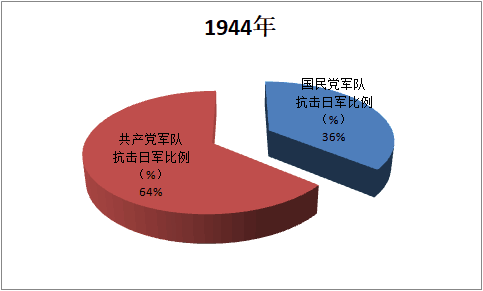 1944年
国民党军队
抗击日军比例
（%）
36%
共产党军队
抗击日军比例
（%）
64%